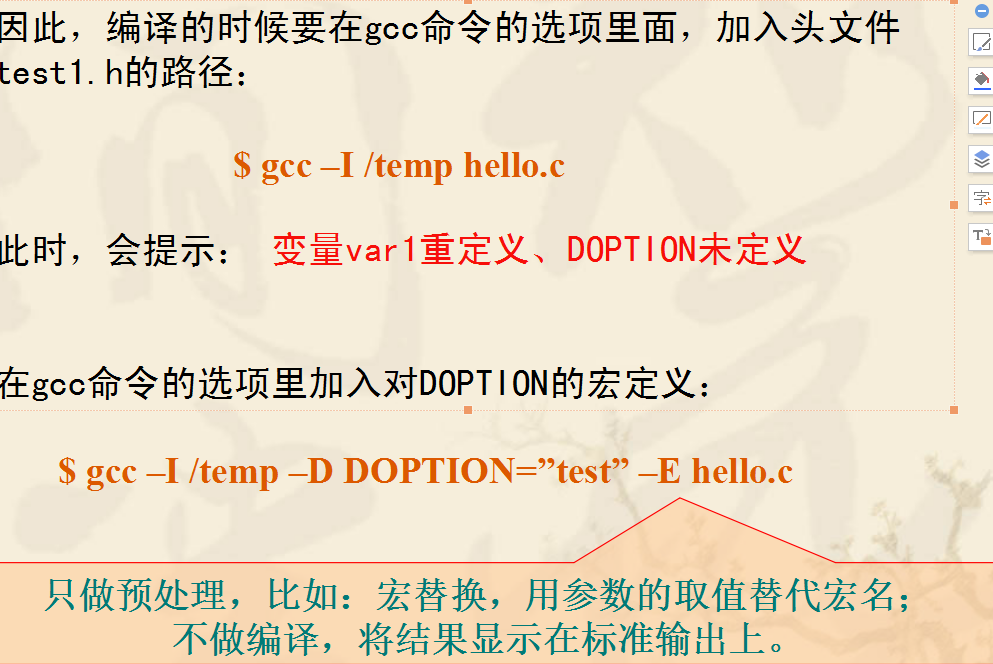 因此，编译的时候要在gcc命令的选项里面，加入头文件
test1.h的路径：
$ gcc –I /temp hello.c
此时，会提示： 变量var1重定义、DOPTION未定义
在gcc命令的选项里加入对DOPTION的宏定义：
$ gcc –I /temp –D DOPTION=”test” –E hello.c
只做预处理，比如：宏替换，用参数的取值替代宏名；
不做编译，将结果显示在标准输出上。